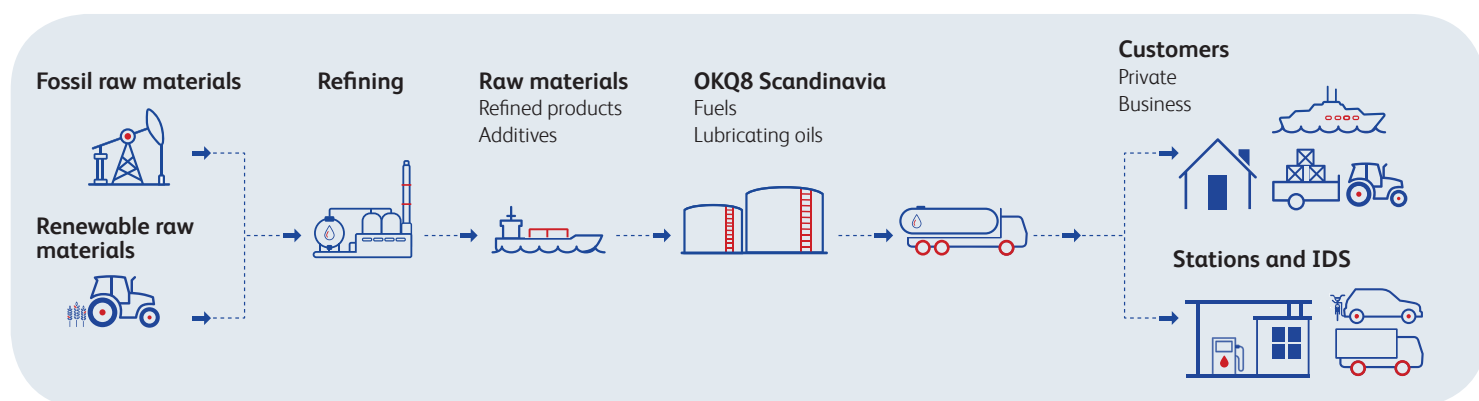 Fossil raw materials
Renewable raw
materials
Refining
Raw materials
Refined products
Additives
OKQ8 Scandinavia
Fuels
Lubricating oils
Customers
Private
Business
Stations and IDS